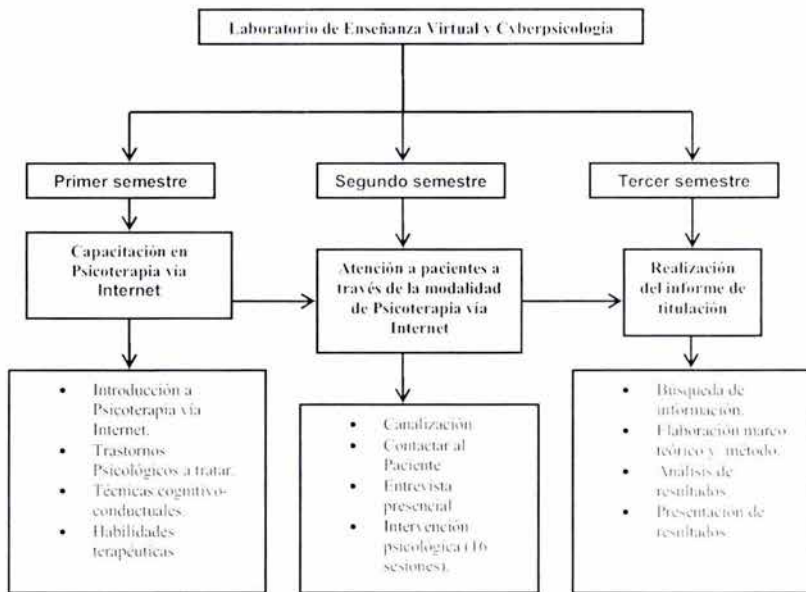 Laboratorio de Enseñanza Virtual y Cyberpsicología
Primer semestre
Segundo semestre
Tercer semestre
Capacitación en
Psicoterapia vía
Internet
Atención a pacientes a
través de la modalidad
de Psicoterapia vía
Internet
Realización
del informe de
titulación
• Introducción a
Psicoterapia vía
Internet.
• Trastornos
Psicológicos a tratar.
• Técnicas cognitivo-
conductuales.
• Habilidades
terapéuticas
• Canalización
• Contactar al
Paciente
• Entrevista
presencial
• Intervención
psicológica (16
sesiones).
• Búsqueda de
información.
• Elaboración marco
teórico y método.
• Análisis de
resultados
• Presentación de
resultados